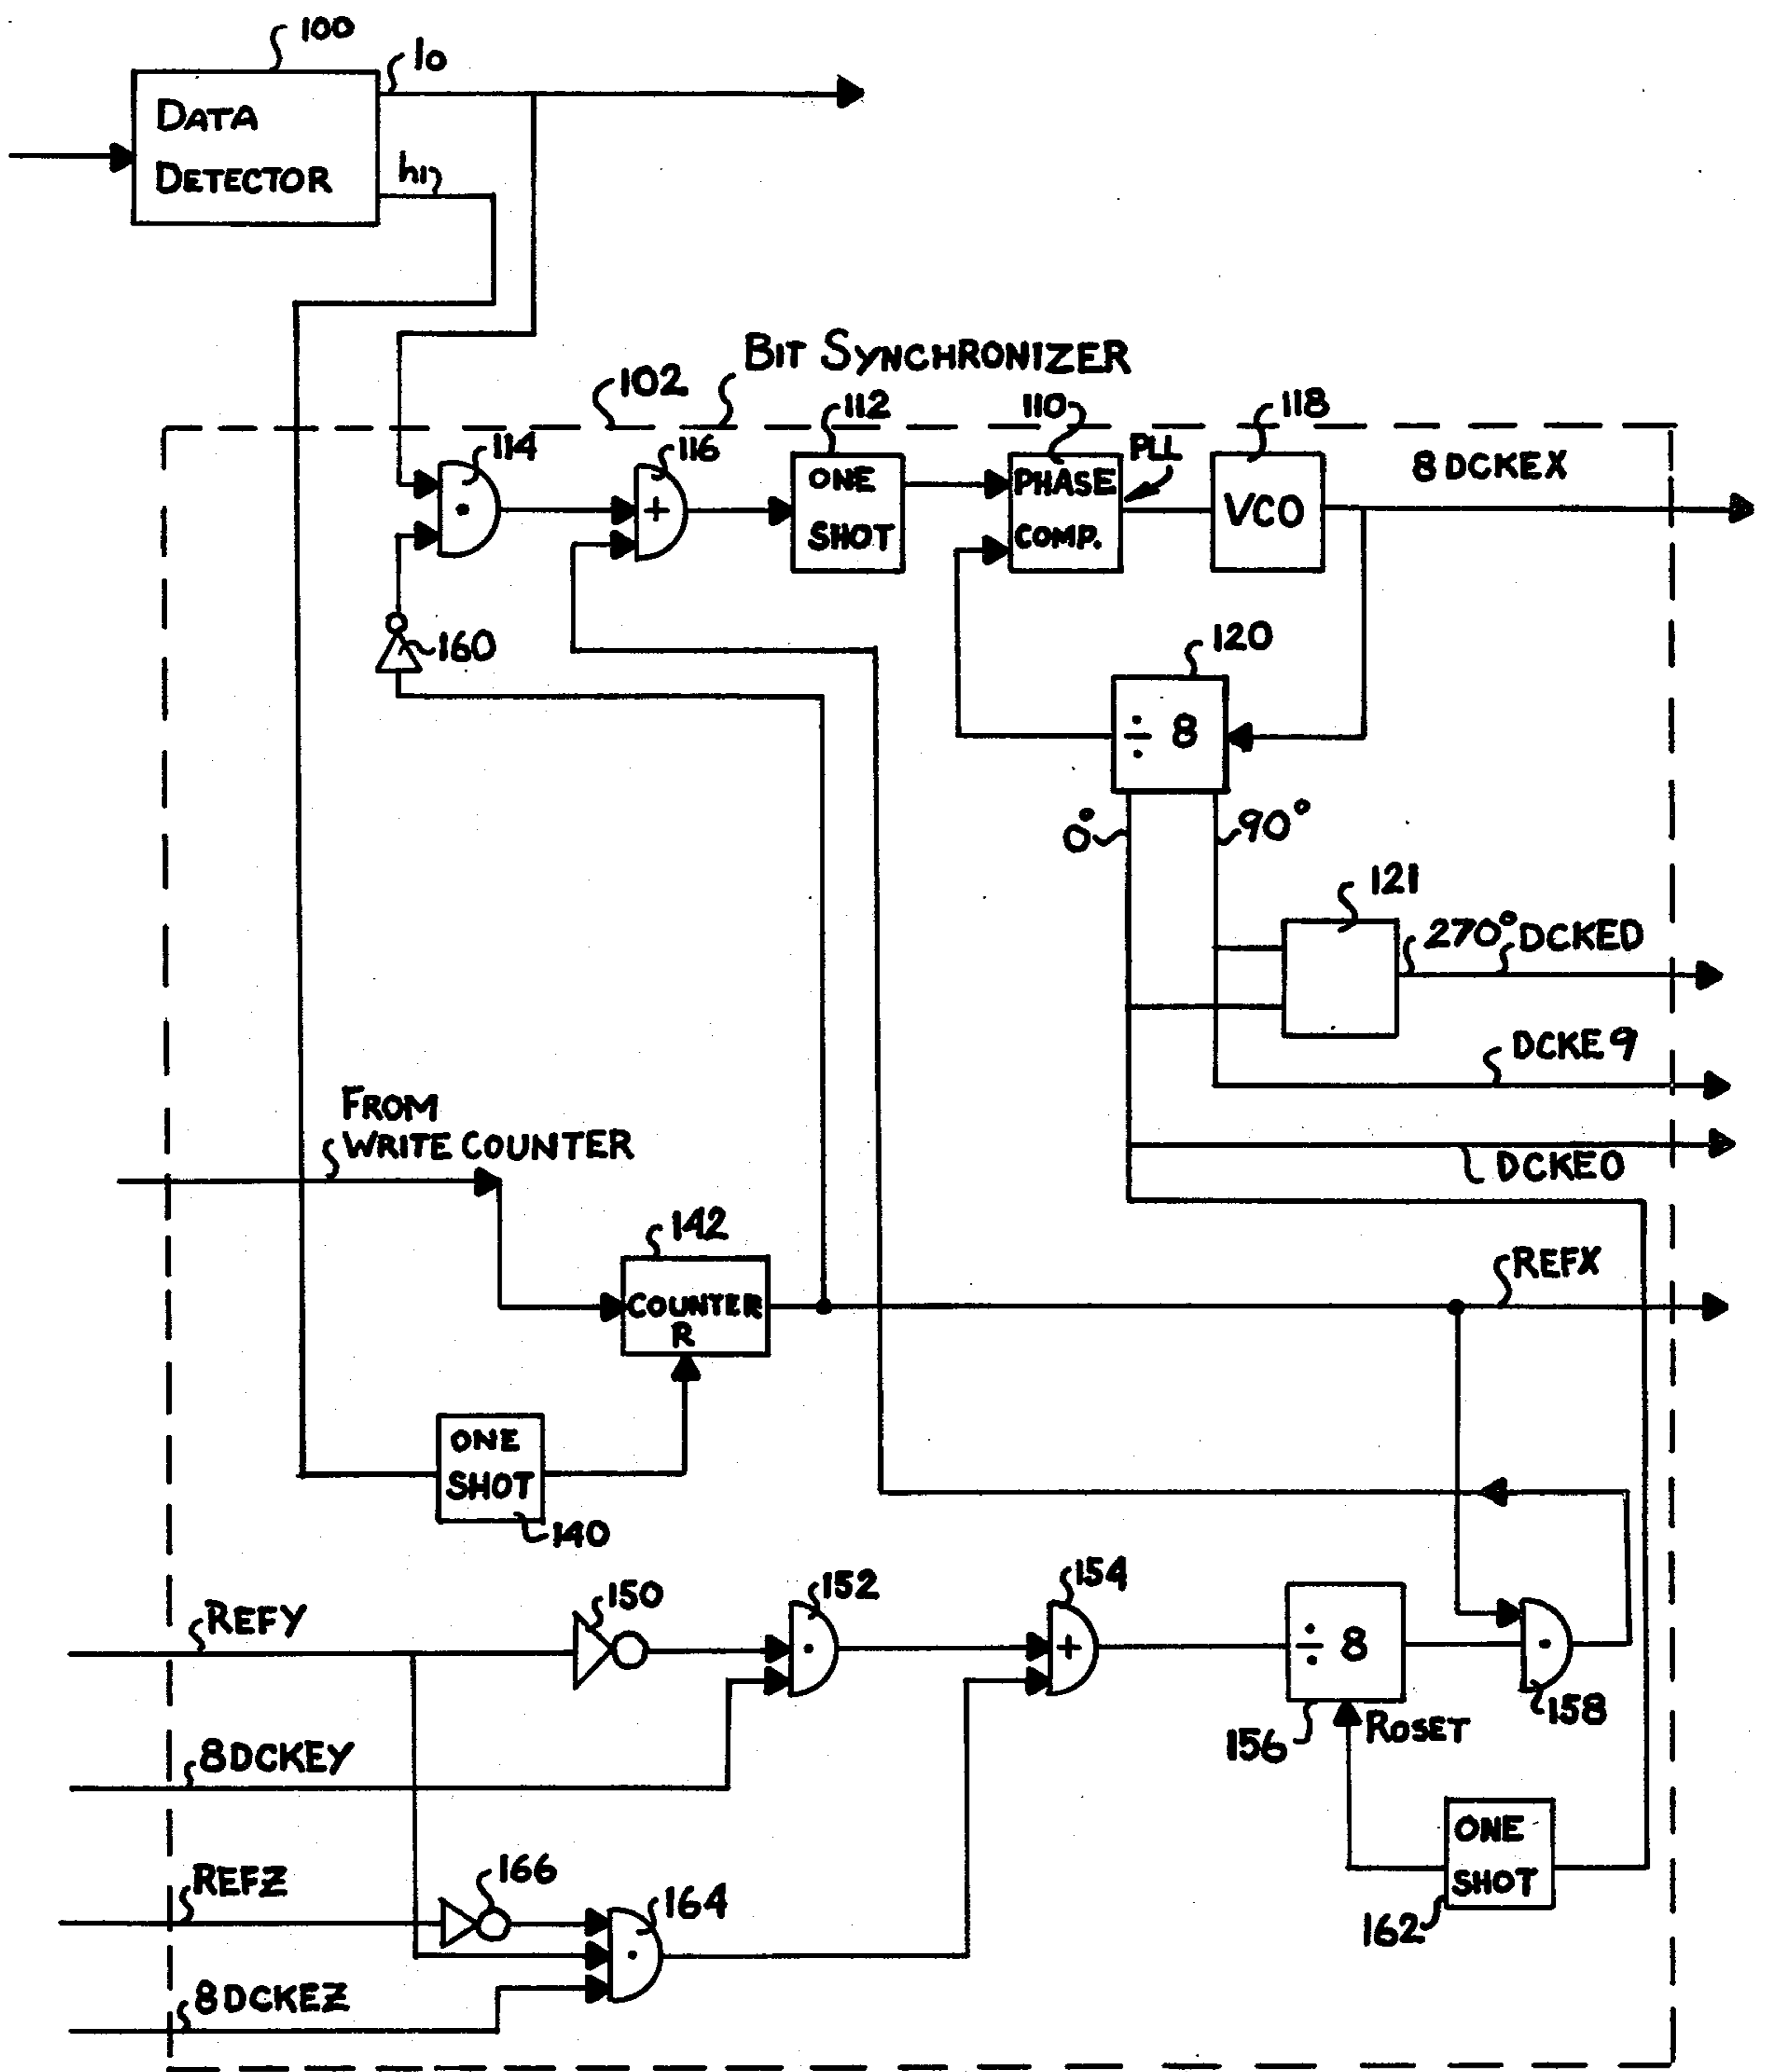 100
lo
DATA
DETECTOR
hi
BIT SYNCHRONIZER
102
112
110
118
114
116
PLL
8DCKEX
ONE
SHOT
PHASE
COMP.
VCO
·
+
160
120
÷ 8
0°
90°
121
270° DCKED
DCKE9
FROM
WRITE COUNTER
DCKE0
142
REFX
COUNTER
R
ONE
SHOT
140
REFY
150
152
154
·
+
÷ 8
·
158
156
ROSET
8DCKEY
ONE
SHOT
162
REFZ
166
164
·
8DCKEZ